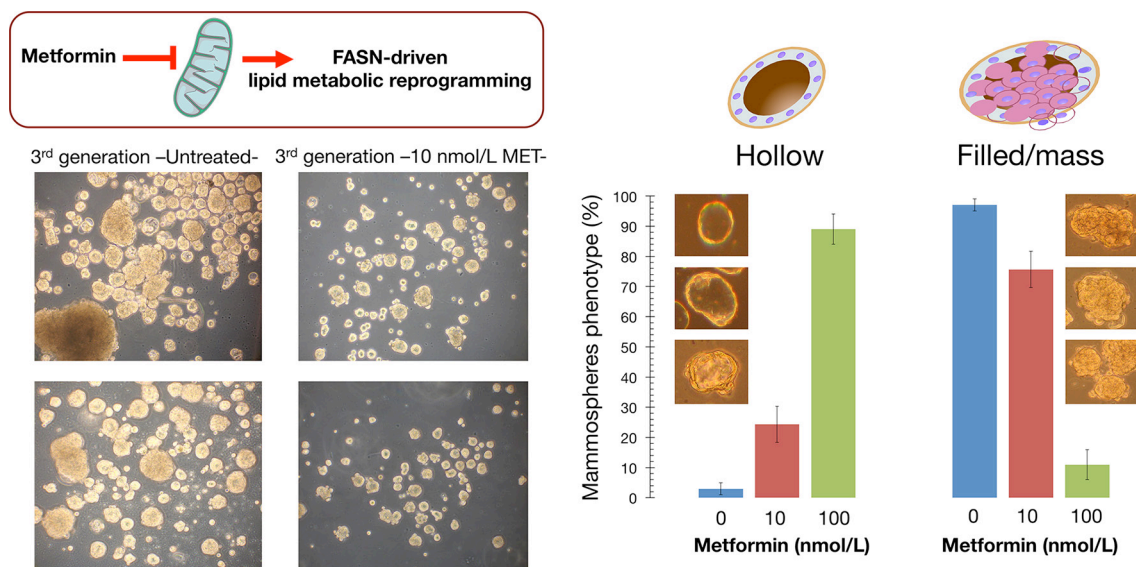 Metformin
FASN-driven
lipid metabolic reprogramming
3rd generation –Untreated-
3rd generation –10 nmol/L MET-
Hollow
Filled/mass
Mammospheres phenotype (%)
100
90
80
70
60
50
40
30
20
10
0
0 10 100
Metformin (nmol/L)
0 10 100
Metformin (nmol/L)